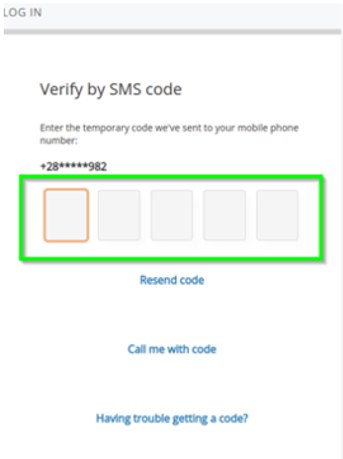 LOG IN
Verify by SMS code
Enter the temporary code we've sent to your mobile phone
number:
+28*****982
Resend code
Call me with code
Having trouble getting a code?